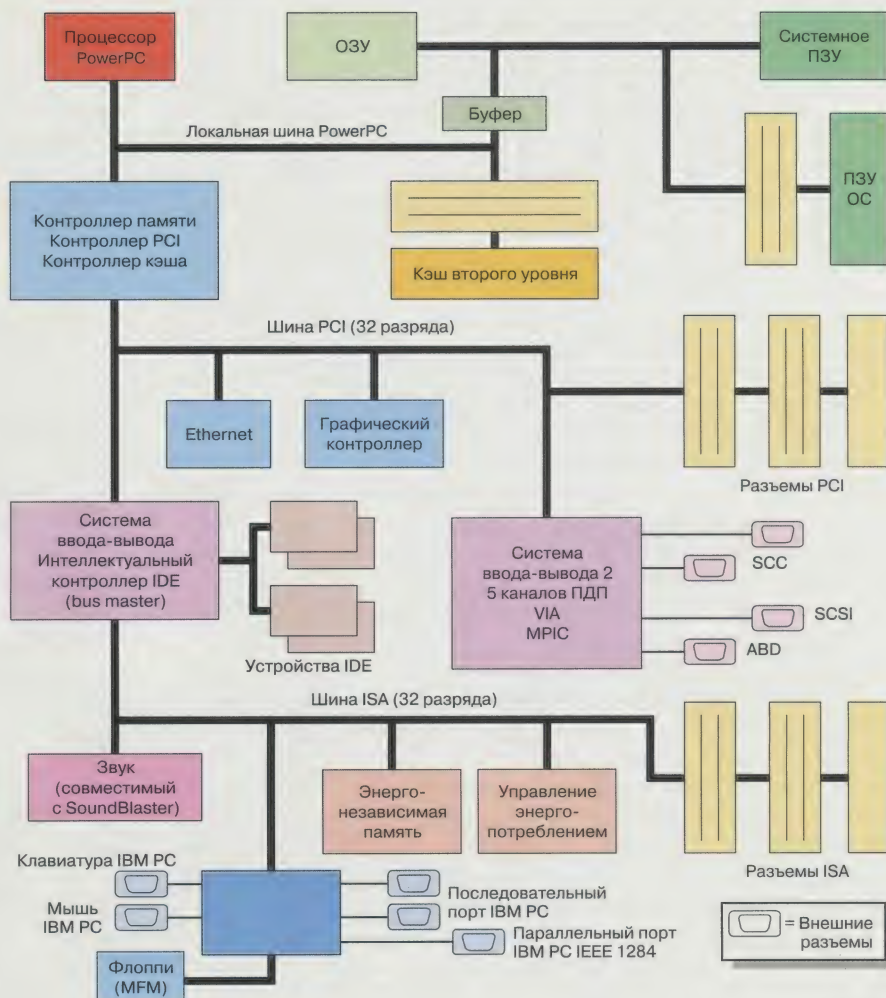 Процессор
PowerPC
ОЗУ
Системное
ПЗУ
Буфер
Локальная шина PowerPC
ПЗУ
ОС
Контроллер памяти
Контроллер PCI
Контроллер кэша
Кэш второго уровня
Шина PCI (32 разряда)
Ethernet
Графический
контроллер
Разъемы PCI
Система
ввода-вывода
Интеллектуальный
контроллер IDE
(bus master)
Устройства IDE
Система
ввода-вывода 2
5 каналов ПДП
VIA
MPIC
SCC
SCSI
ABD
Шина ISA (32 разряда)
Звук
(совместимый
с SoundBlaster)
Энерго-
независимая
память
Управление
энерго-
потреблением
Разъемы ISA
Клавиатура IBM PC
Мышь
IBM PC
Последовательный
порт IBM PC
Параллельный порт
IBM PC IEEE 1284
Флоппи
(MFM)
= Внешние
разъемы